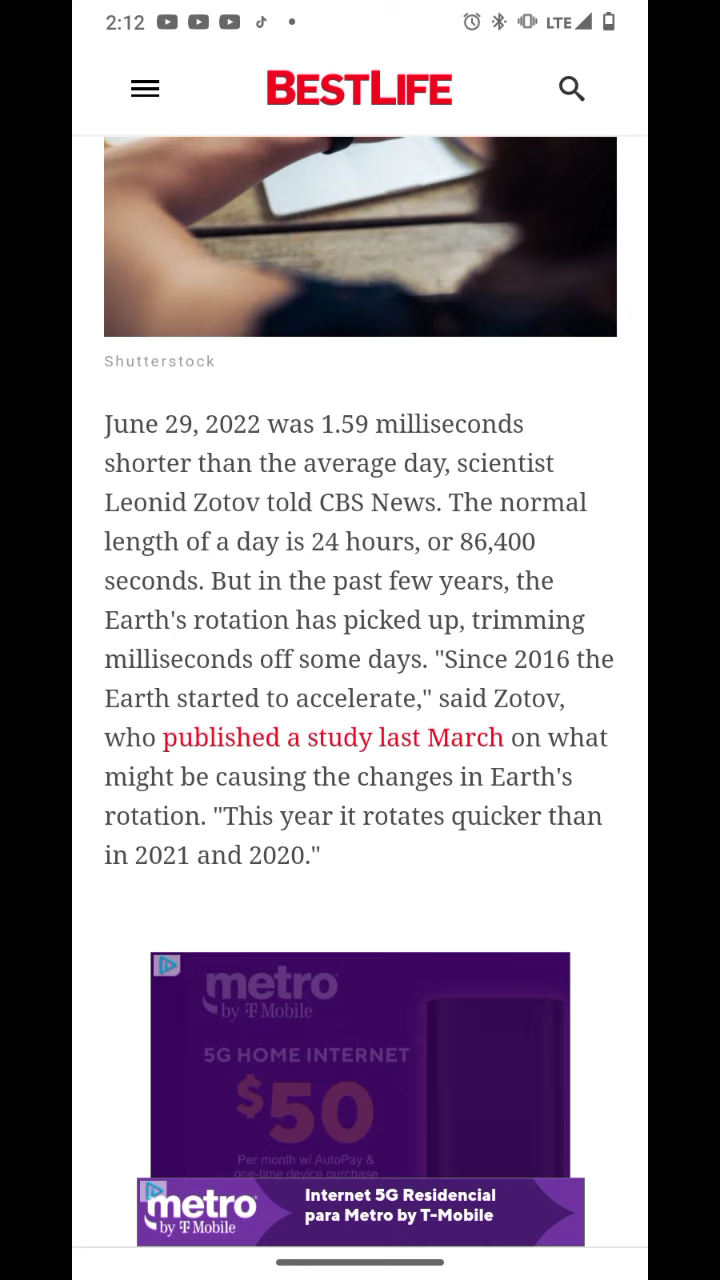 2:12 LTE
BESTLIFE
Shutterstock
June 29, 2022 was 1.59 milliseconds
shorter than the average day, scientist
Leonid Zotov told CBS News. The normal
length of a day is 24 hours, or 86,400
seconds. But in the past few years, the
Earth's rotation has picked up, trimming
milliseconds off some days. "Since 2016 the
Earth started to accelerate," said Zotov,
who published a study last March on what
might be causing the changes in Earth's
rotation. "This year it rotates quicker than
in 2021 and 2020."
metro
by T Mobile
5G HOME INTERNET
$50
Per month w/ AutoPay &
one-time device purchase
metro
by T Mobile
Internet 5G Residencial
para Metro by T-Mobile